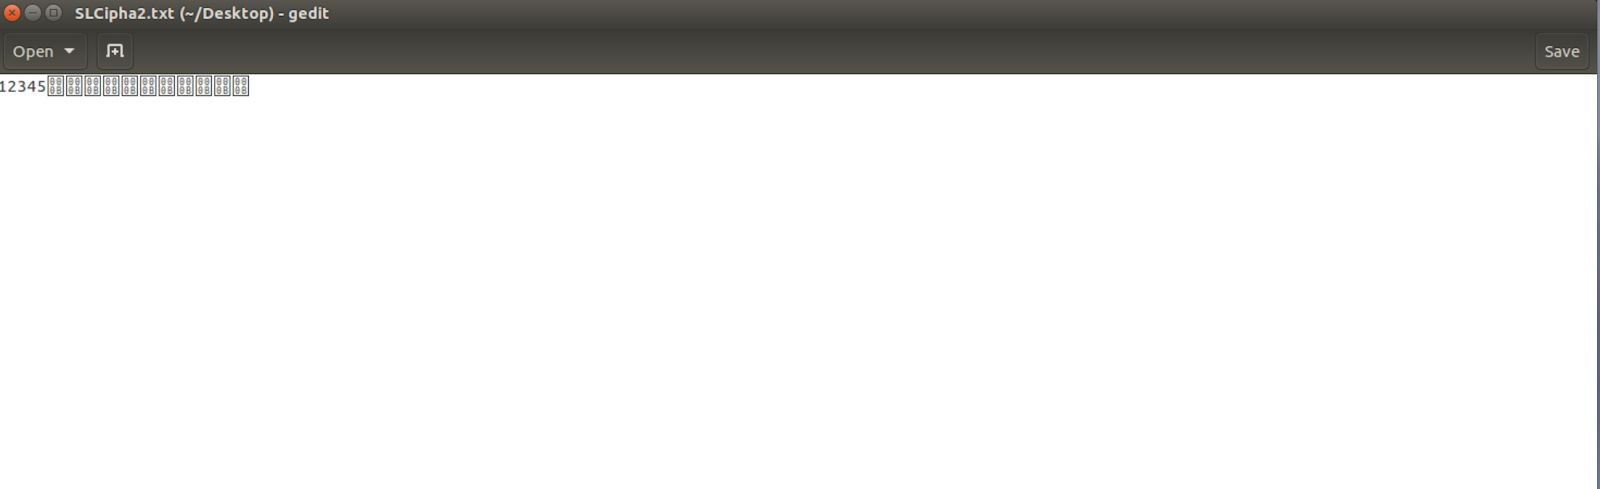 SLCipha2.txt (~/Desktop) - gedit
Open
Save
12345